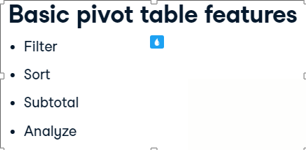 Basic pivot table features
• Filter
• Sort
• Subtotal
• Analyze